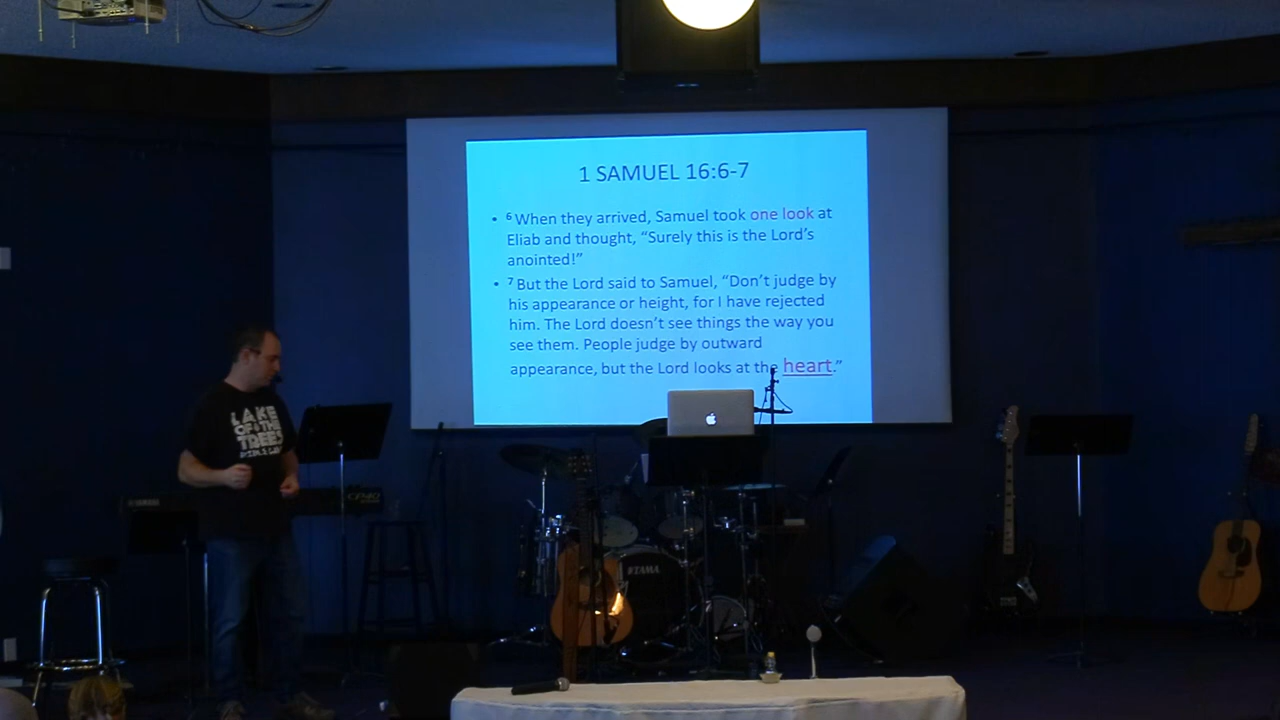 1 SAMUEL 16:6-7
• ⁶ When they arrived, Samuel took one look at
Eliab and thought, “Surely this is the Lord’s
anointed!”
• ⁷ But the Lord said to Samuel, “Don’t judge by
his appearance or height, for I have rejected
him. The Lord doesn’t see things the way you
see them. People judge by outward
appearance, but the Lord looks at the heart.”
LAKE
OF THE
TREES
YAMAHA
TAMA